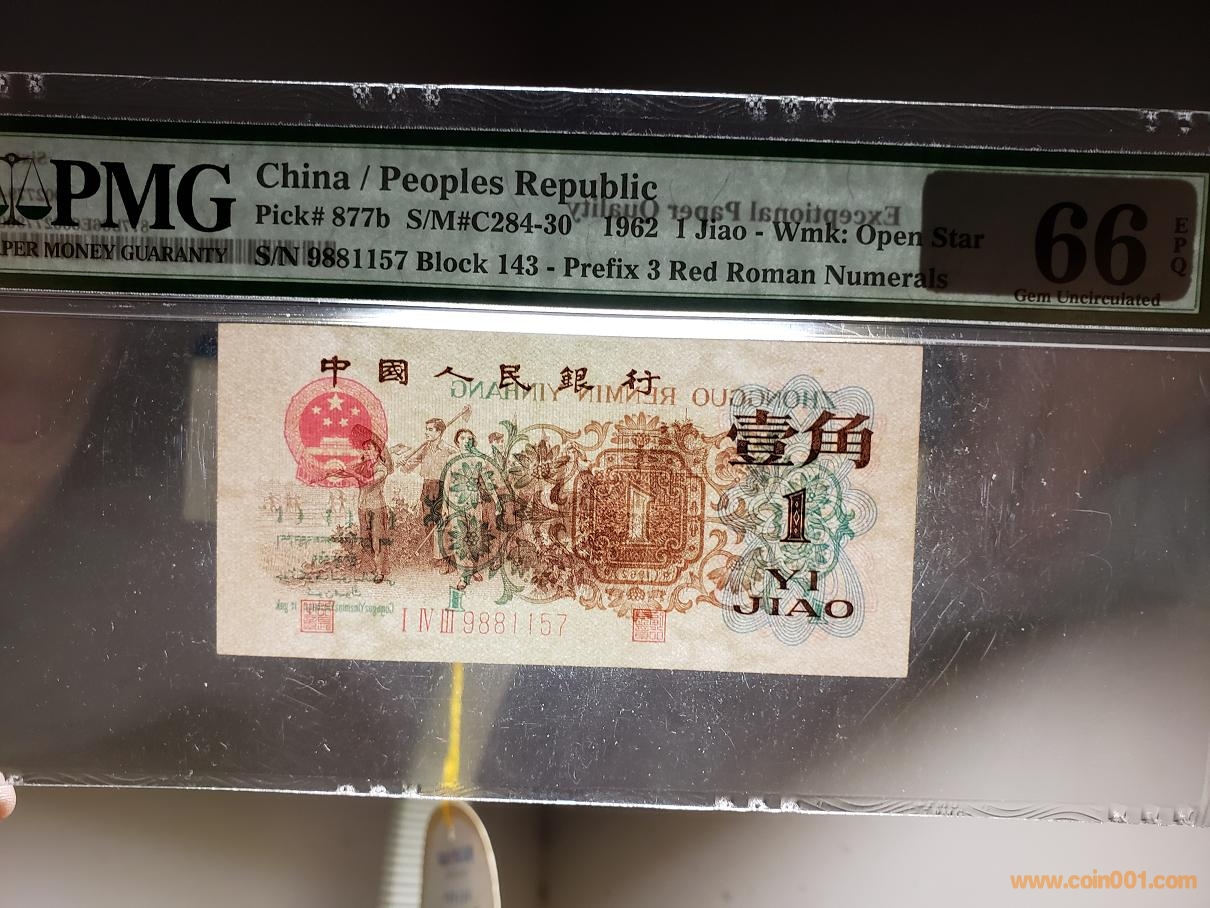 PMG
PAPER MONEY GUARANTY
China / Peoples Republic
Pick# 877b S/M#C284-30 1962 1 Jiao - Wmk: Open Star
S/N 9881157 Block 143 - Prefix 3 Red Roman Numerals
Exceptional Paper Quality
66
EPQ
Gem Uncirculated
中國人民銀行
ZHONGGUO RENMIN YINHANG
壹角
1
1
YI
JIAO
I IV III 9881157
www.coin001.com